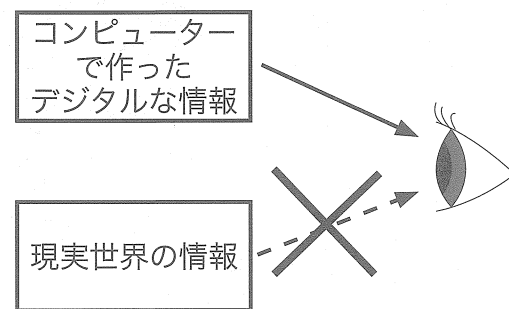 コンピューター
で作った
デジタルな情報
現実世界の情報